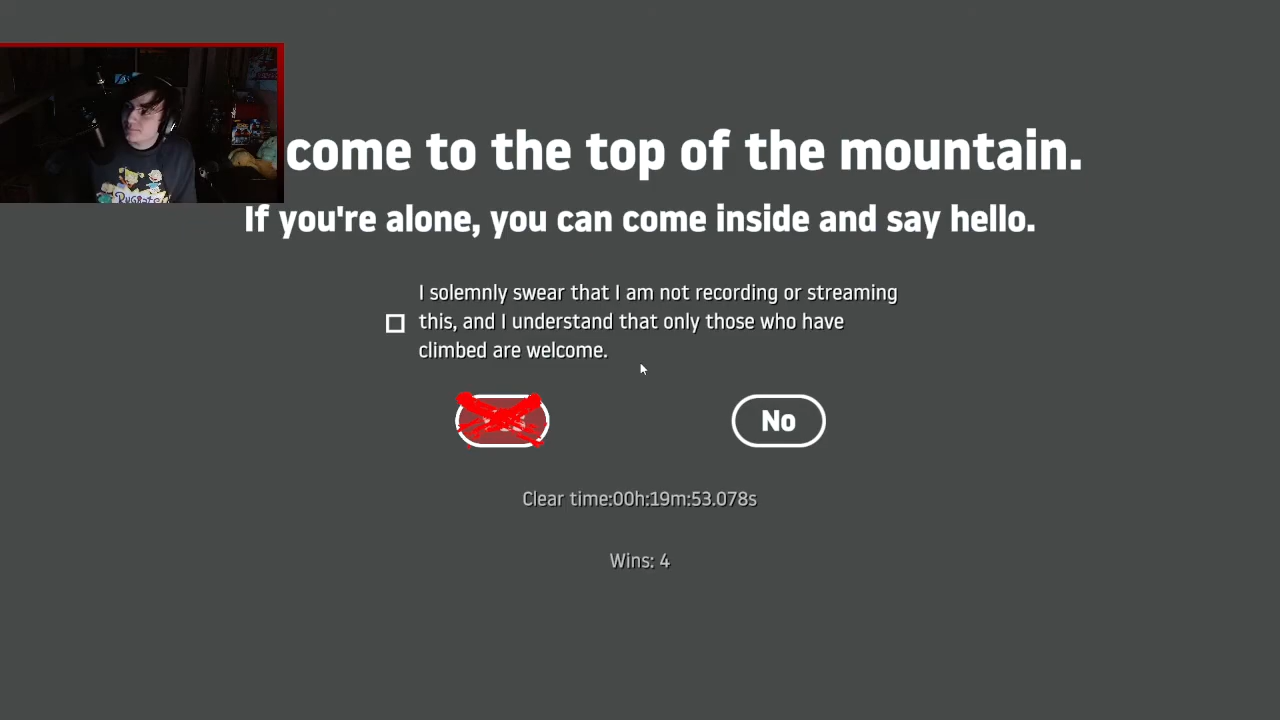 come to the top of the mountain.
If you're alone, you can come inside and say hello.
I solemnly swear that I am not recording or streaming
this, and I understand that only those who have
climbed are welcome.
No
Clear time:00h:19m:53.078s
Wins: 4